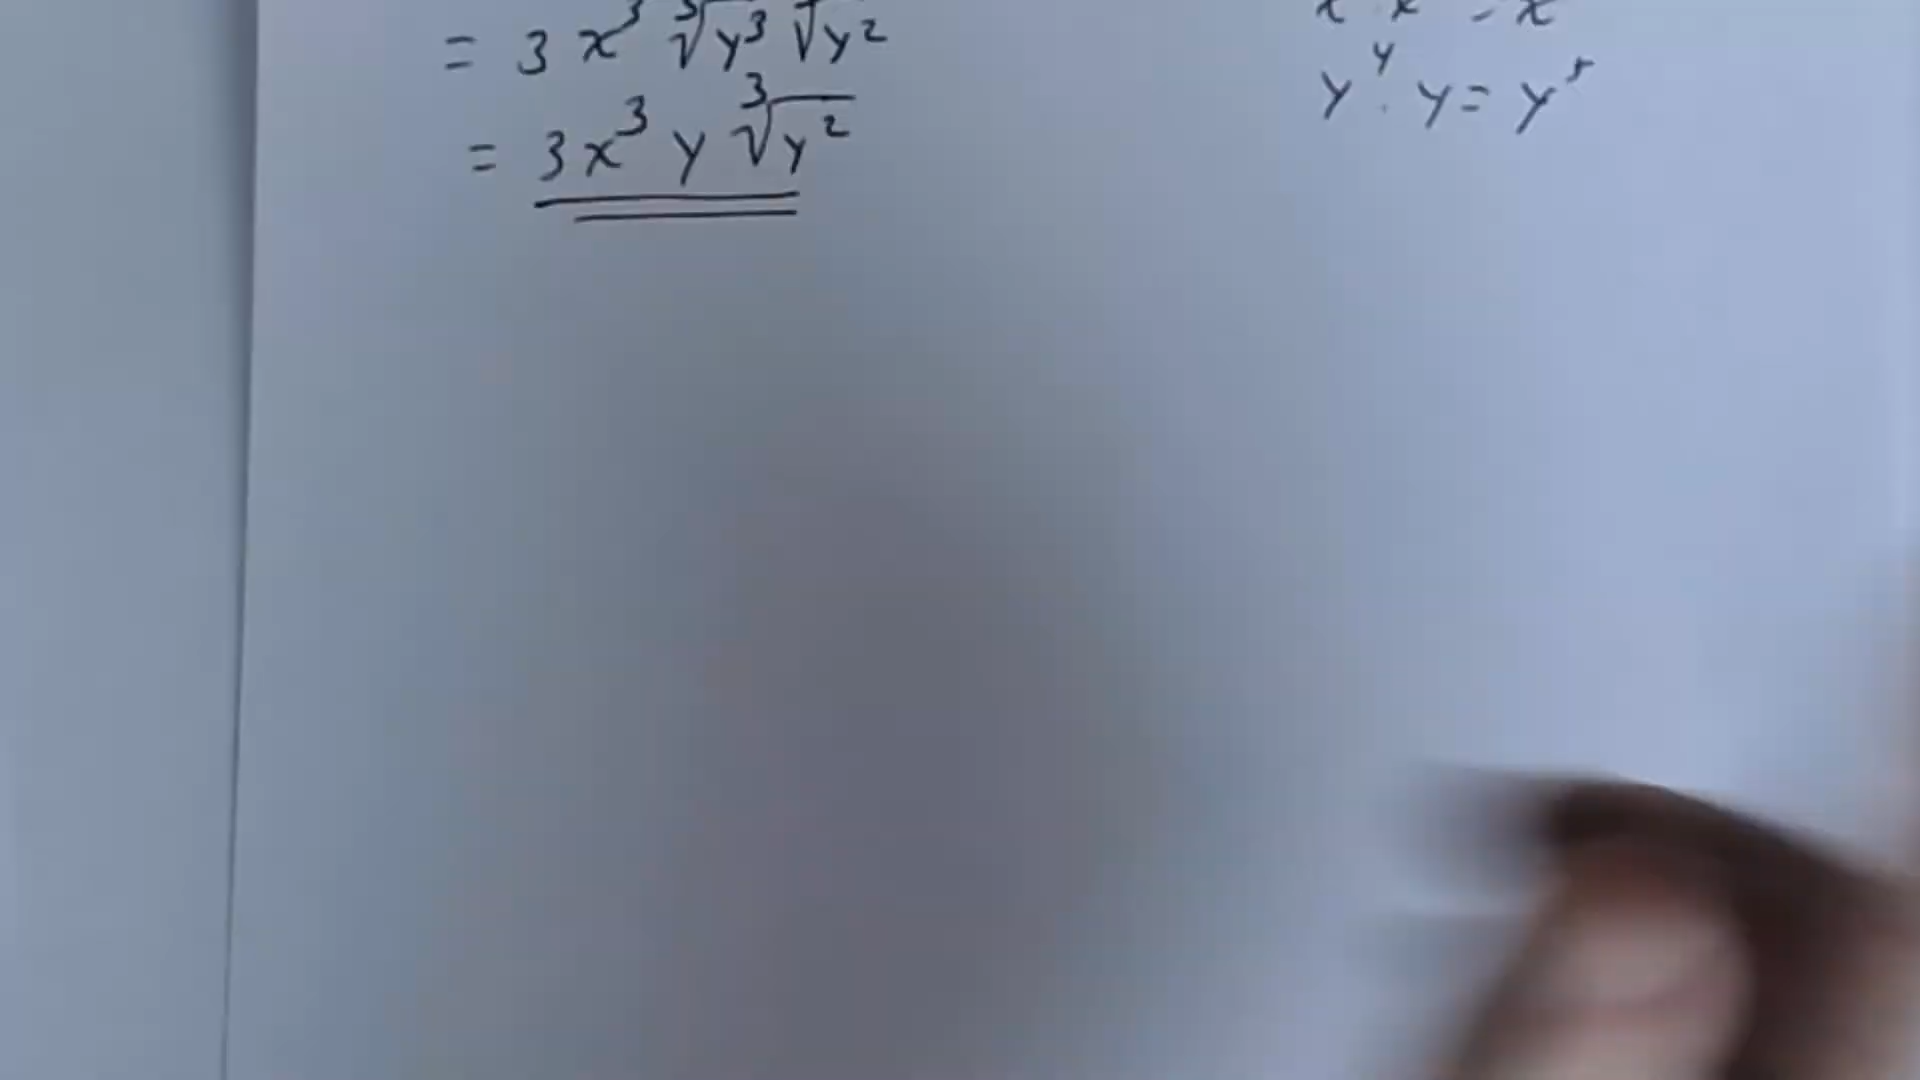 = 3 x³ ∛y³ ∛y²
= 3x³ y ∛y²
y⁴ · y = y⁵